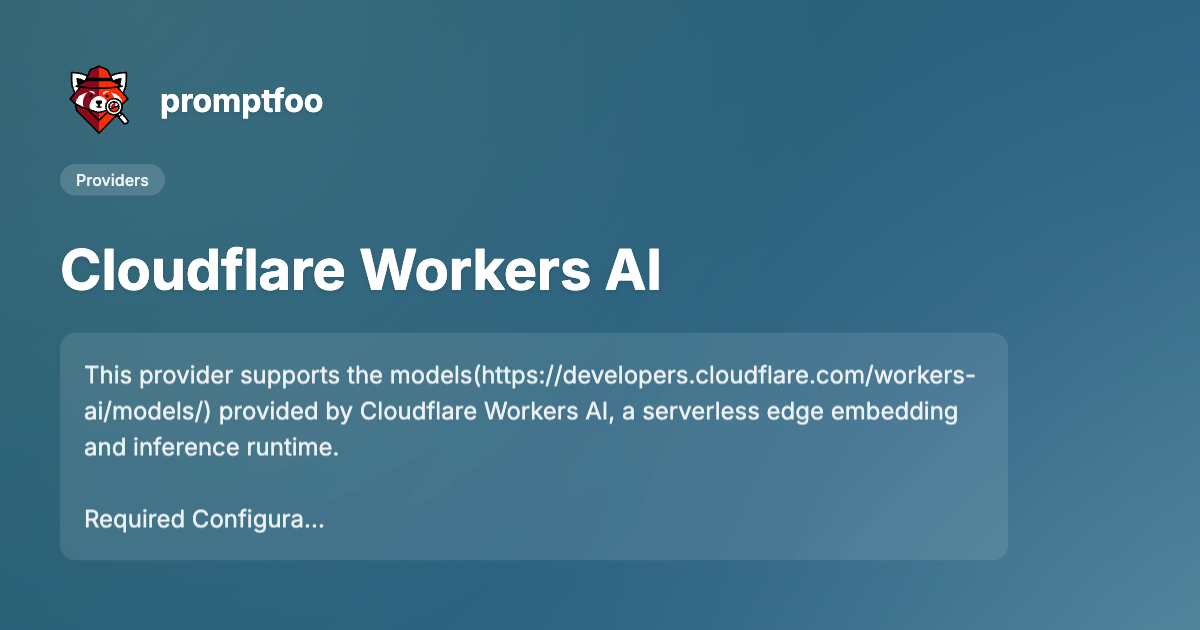 promptfoo
Providers
Cloudflare Workers AI
This provider supports the models(https://developers.cloudflare.com/workers-
ai/models/) provided by Cloudflare Workers AI, a serverless edge embedding
and inference runtime.
Required Configura...